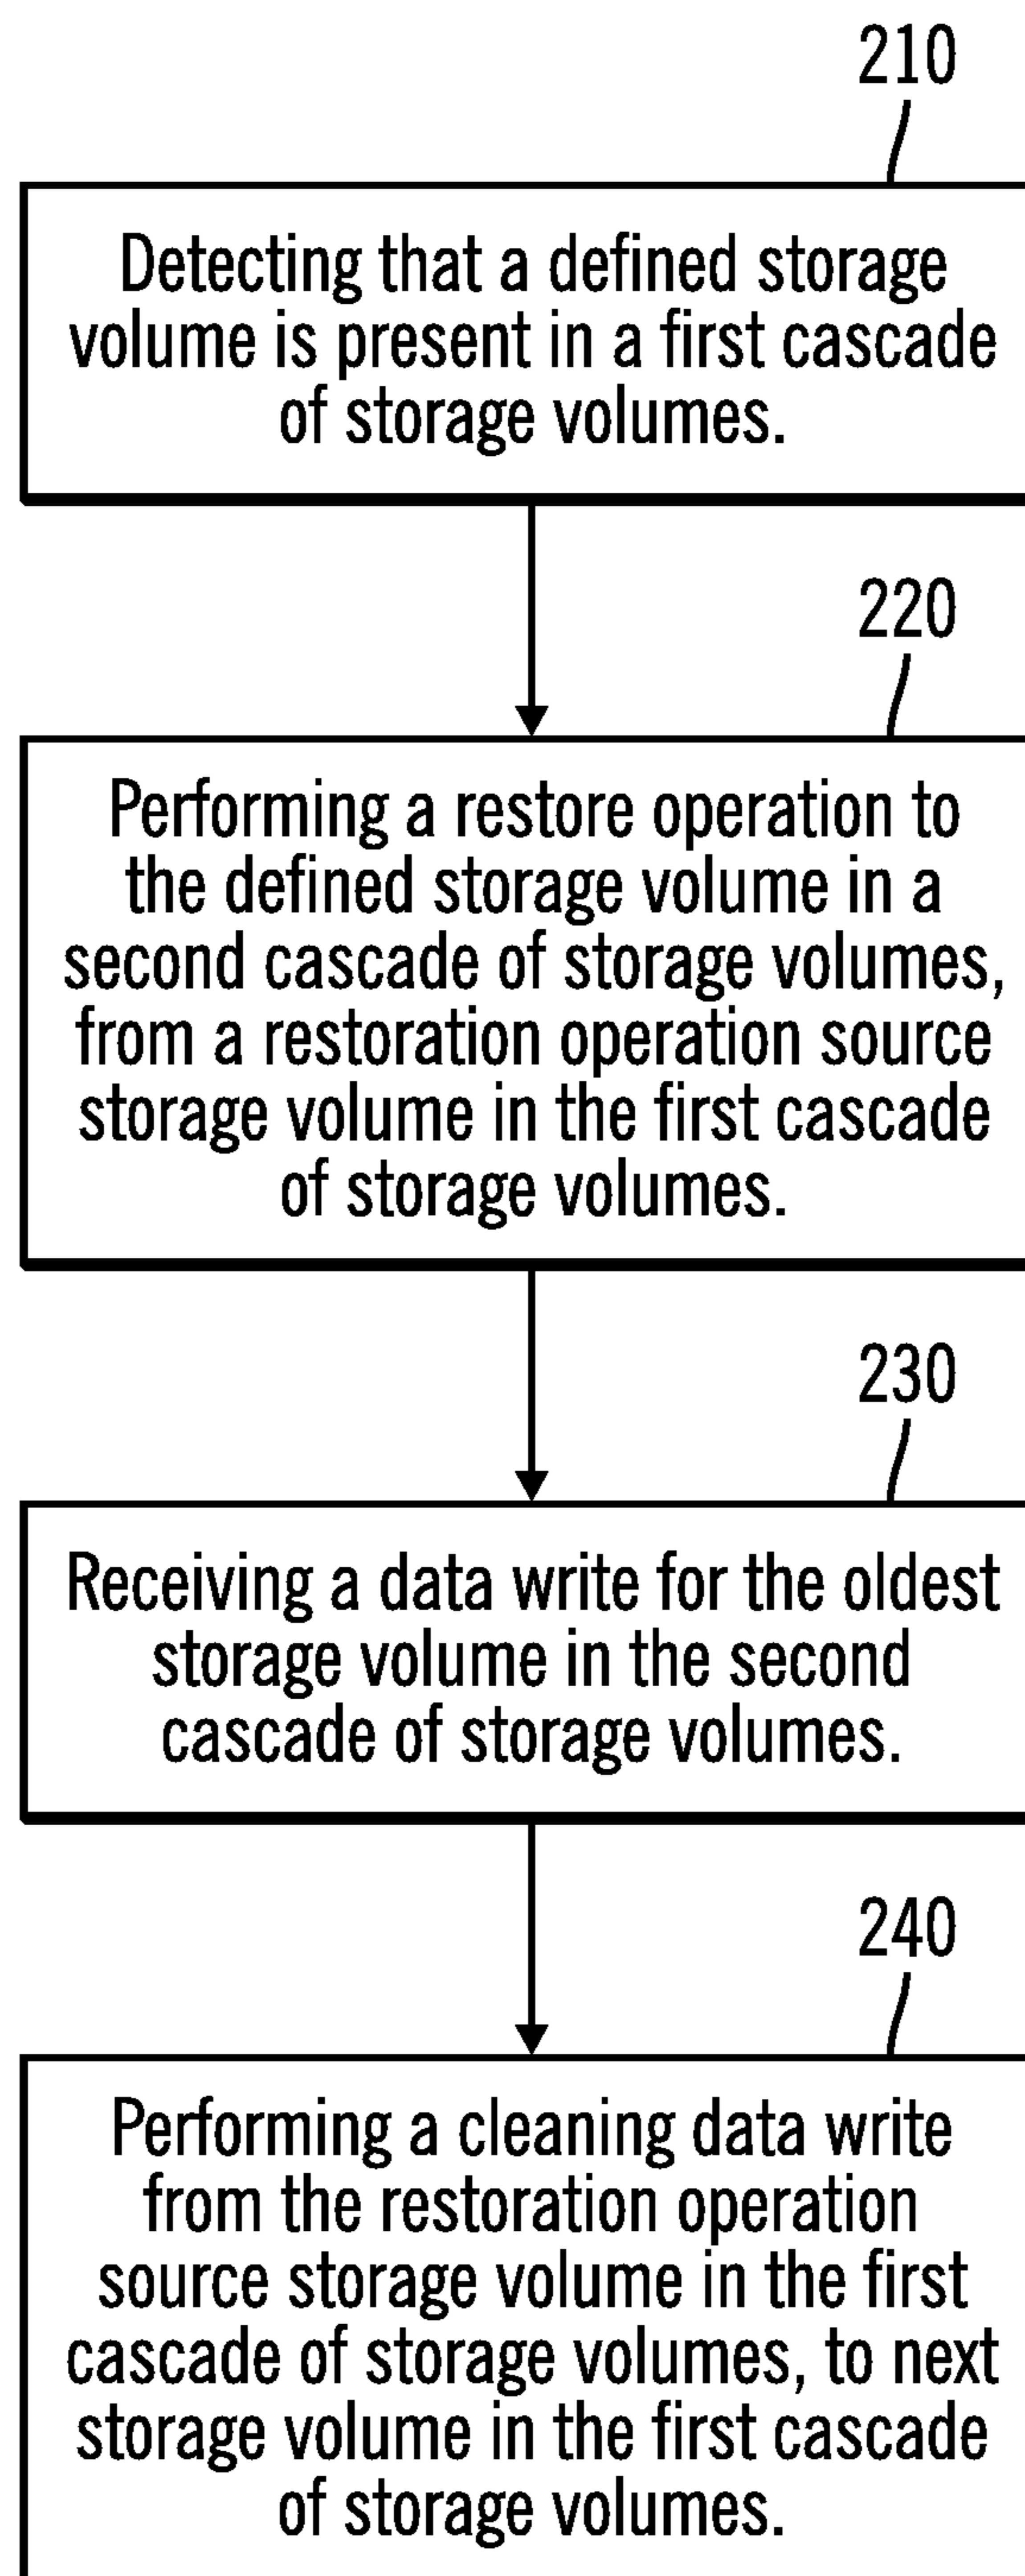 210
Detecting that a defined storage
volume is present in a first cascade
of storage volumes.
220
Performing a restore operation to
the defined storage volume in a
second cascade of storage volumes,
from a restoration operation source
storage volume in the first cascade
of storage volumes.
230
Receiving a data write for the oldest
storage volume in the second
cascade of storage volumes.
240
Performing a cleaning data write
from the restoration operation
source storage volume in the first
cascade of storage volumes, to next
storage volume in the first cascade
of storage volumes.